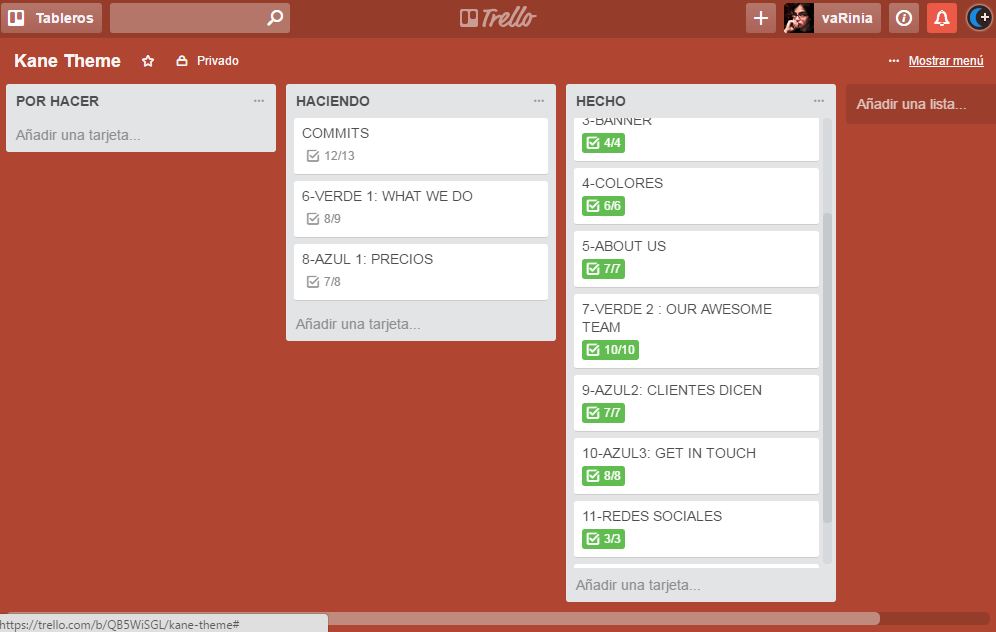 Tableros
Trello
vaRinia
Kane Theme
Privado
Mostrar menú
POR HACER
Añadir una tarjeta...
HACIENDO
COMMITS
12/13
6-VERDE 1: WHAT WE DO
8/9
8-AZUL 1: PRECIOS
7/8
Añadir una tarjeta...
HECHO
3-BANNER
4/4
4-COLORES
6/6
5-ABOUT US
7/7
7-VERDE 2 : OUR AWESOME
TEAM
10/10
9-AZUL2: CLIENTES DICEN
7/7
10-AZUL3: GET IN TOUCH
8/8
11-REDES SOCIALES
3/3
Añadir una tarjeta...
Añadir una lista...
https://trello.com/b/QB5WiSGL/kane-theme#